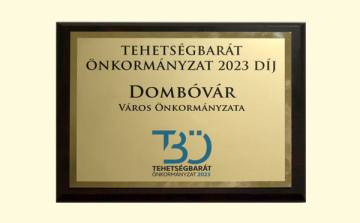 TEHETSÉGBARÁT
ÖNKORMÁNYZAT 2023 DÍJ
DOMBÓVÁR
VÁROS ÖNKORMÁNYZATA
TBÖ
TEHETSÉGBARÁT
ÖNKORMÁNYZAT 2023